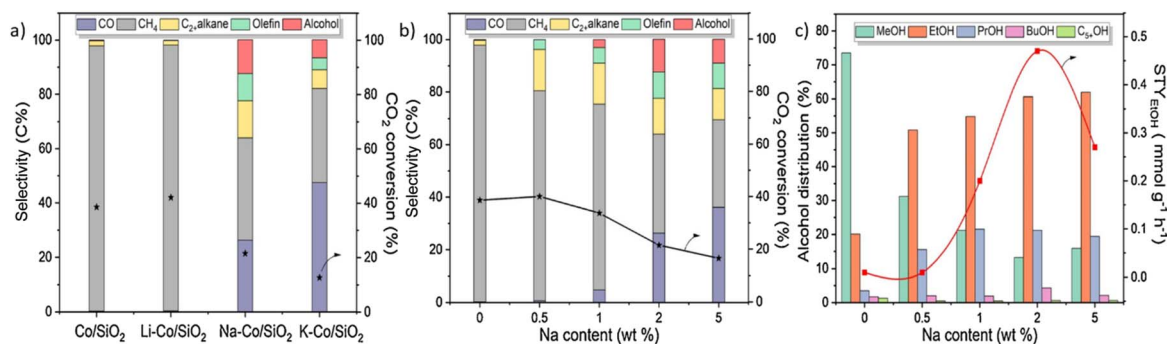 a)
CO CH₄ C₂₊alkane Olefin Alcohol
Selectivity (C%)
100
80
60
40
20
0
100
80
60
40
20
0
CO₂ conversion (%)
Co/SiO₂ Li-Co/SiO₂ Na-Co/SiO₂ K-Co/SiO₂
b)
CO CH₄ C₂₊alkane Olefin Alcohol
Selectivity (C%)
100
80
60
40
20
0
100
80
60
40
20
0
CO₂ conversion (%)
0 0.5 1 2 5
Na content (wt %)
c)
MeOH EtOH PrOH BuOH C₅₊OH
Alcohol distribution (%)
80
70
60
50
40
30
20
10
0
0.5
0.4
0.3
0.2
0.1
0.0
STY EtOH ( mmol g⁻¹ h⁻¹)
0 0.5 1 2 5
Na content (wt %)